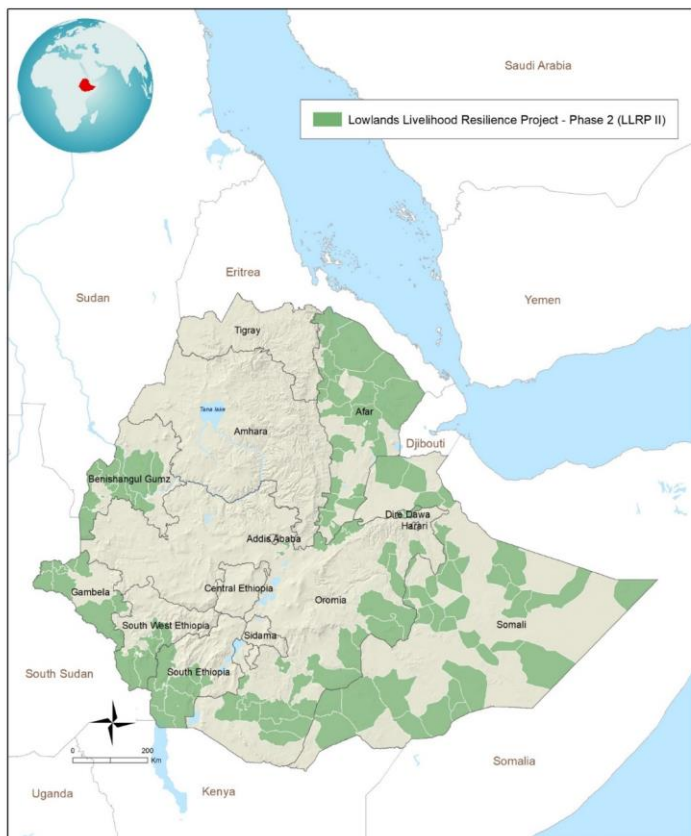 Saudi Arabia
Lowlands Livelihood Resilience Project - Phase 2 (LLRP II)
Eritrea
Sudan
Yemen
Tigray
Tana lake
Afar
Amhara
Djibouti
Benishangul Gumz
Dire Dawa
Harari
Addis Ababa
Gambela
Central Ethiopia
Oromia
South West Ethiopia
Somali
Sidama
South Sudan
South Ethiopia
0 200
Km
Somalia
Uganda
Kenya